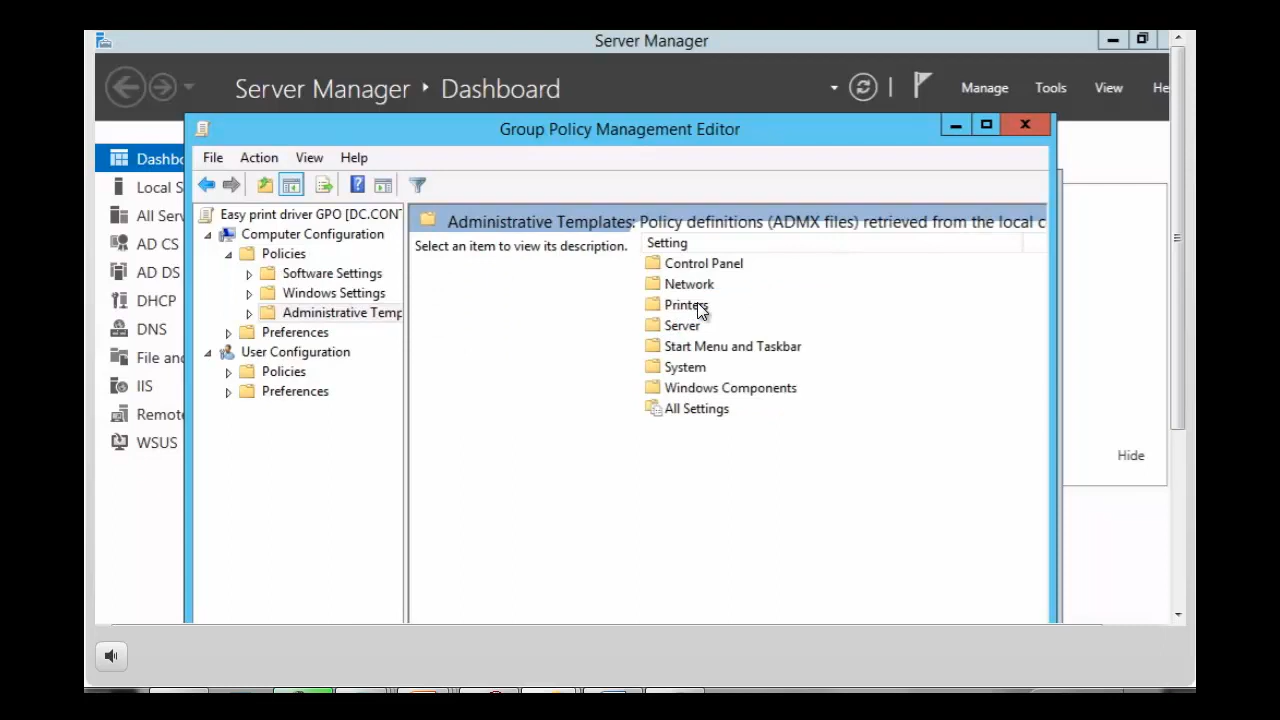 Server Manager
Server Manager Dashboard
Manage Tools View He
Group Policy Management Editor
File Action View Help
Dashbo
Local S
All Serv
AD CS
AD DS
DHCP
DNS
File and
IIS
Remote
WSUS
Easy print driver GPO [DC.CONT
Computer Configuration
Policies
Software Settings
Windows Settings
Administrative Temp
Preferences
User Configuration
Policies
Preferences
Administrative Templates: Policy definitions (ADMX files) retrieved from the local c
Select an item to view its description.
Setting
Control Panel
Network
Printers
Server
Start Menu and Taskbar
System
Windows Components
All Settings
Hide